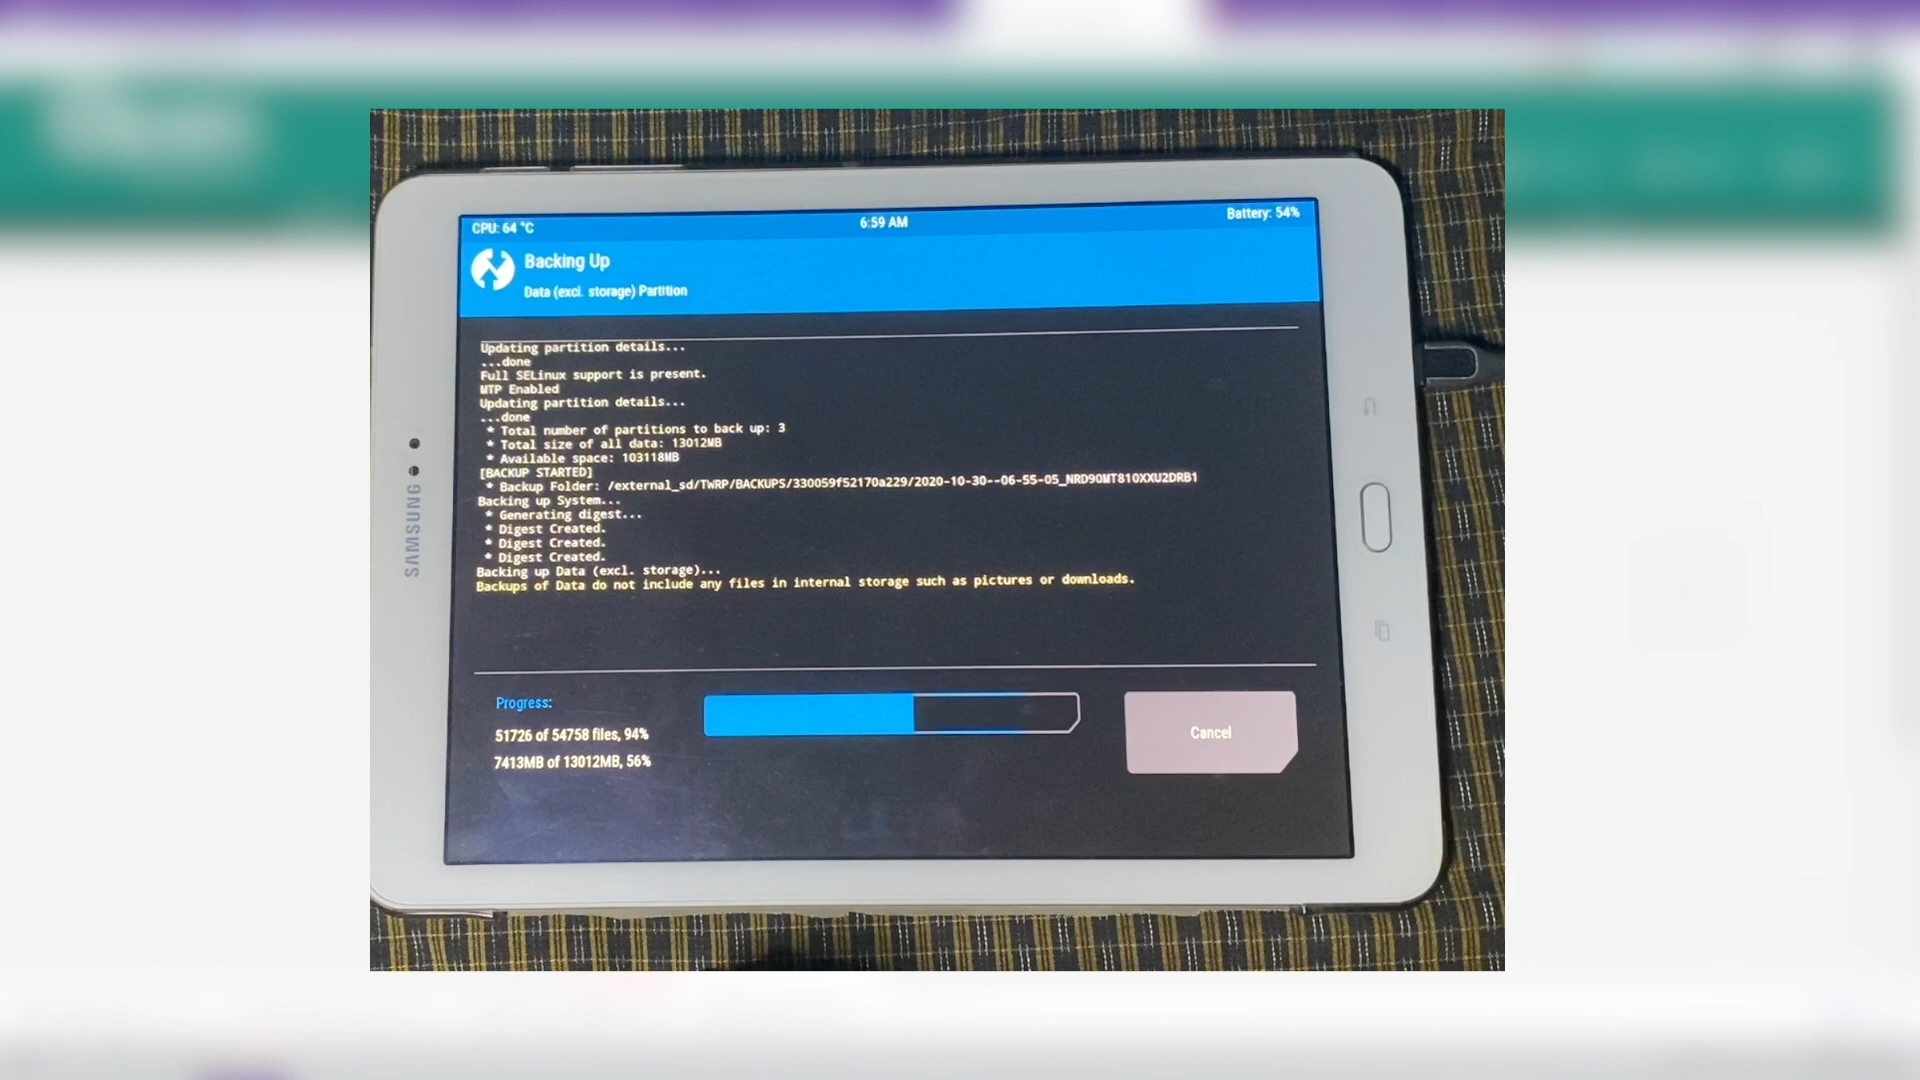 CPU: 64 °C
6:59 AM
Battery: 54%
Backing Up
Data (excl. storage) Partition
Updating partition details...
...done
Full SELinux support is present.
MTP Enabled
Updating partition details...
...done
* Total number of partitions to back up: 3
* Total size of all data: 13012MB
* Available space: 103118MB
[BACKUP STARTED]
* Backup Folder: /external_sd/TWRP/BACKUPS/330059f52170a229/2020-10-30--06-55-05_NRD90MT810XXU2DRB1
Backing up System...
* Generating digest...
* Digest Created.
* Digest Created.
* Digest Created.
Backing up Data (excl. storage)...
Backups of Data do not include any files in internal storage such as pictures or downloads.
Progress:
51726 of 54758 files, 94%
7413MB of 13012MB, 56%
Cancel
SAMSUNG